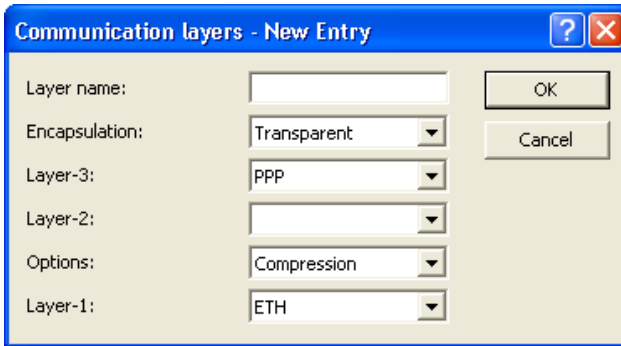 Communication layers - New Entry
Layer name:
OK
Encapsulation: Transparent
Cancel
Layer-3: PPP
Layer-2:
Options: Compression
Layer-1: ETH